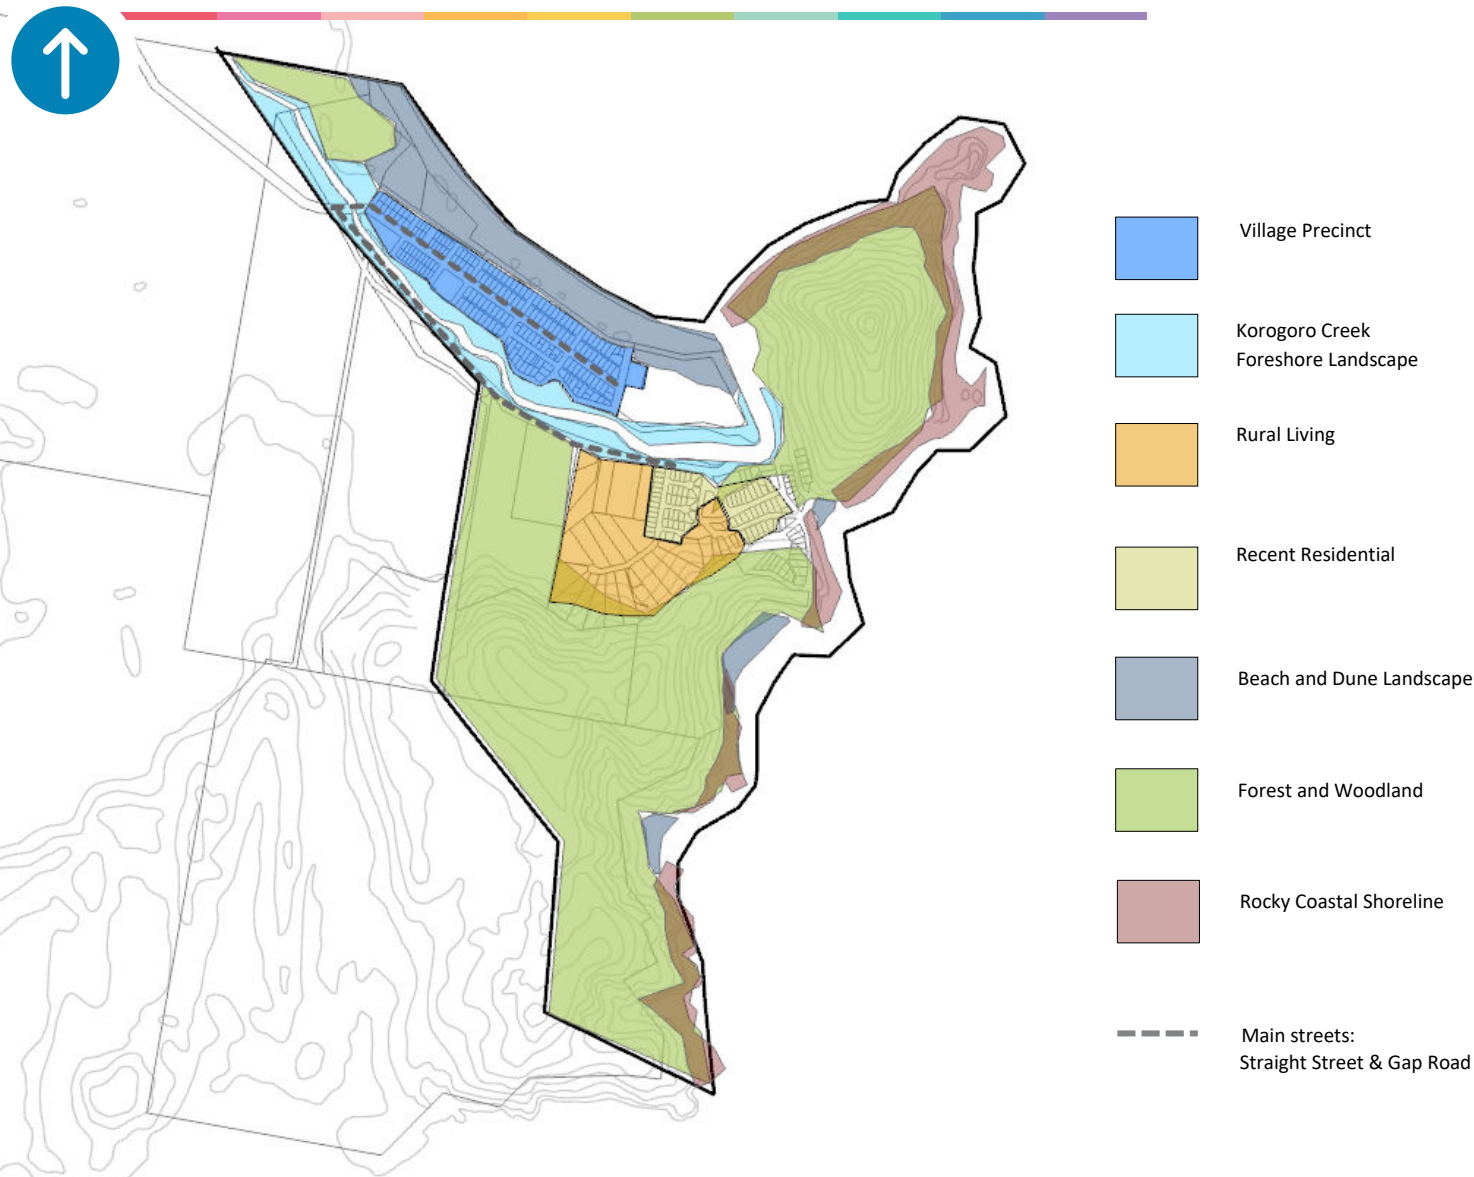 Village Precinct
Korogoro Creek
Foreshore Landscape
Rural Living
Recent Residential
Beach and Dune Landscape
Forest and Woodland
Rocky Coastal Shoreline
Main streets:
Straight Street & Gap Road